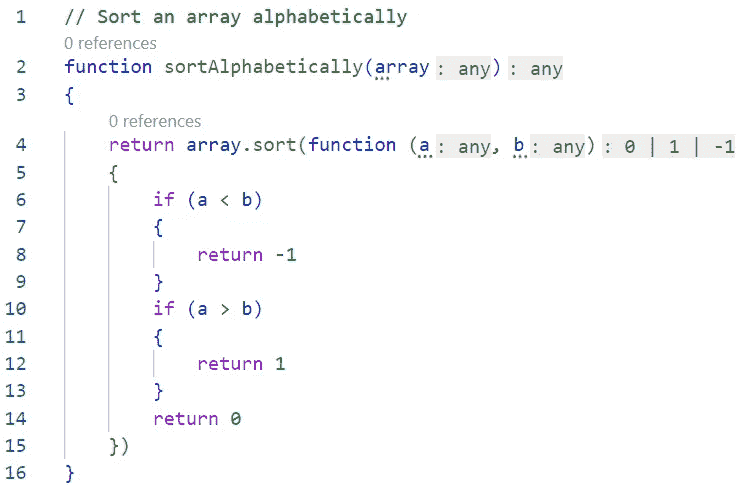 1 // Sort an array alphabetically
0 references
2 function sortAlphabetically(array: any): any
3 {
0 references
4 return array.sort(function (a: any, b: any): 0 | 1 | -1
5 {
6 if (a < b)
7 {
8 return -1
9 }
10 if (a > b)
11 {
12 return 1
13 }
14 return 0
15 })
16 }